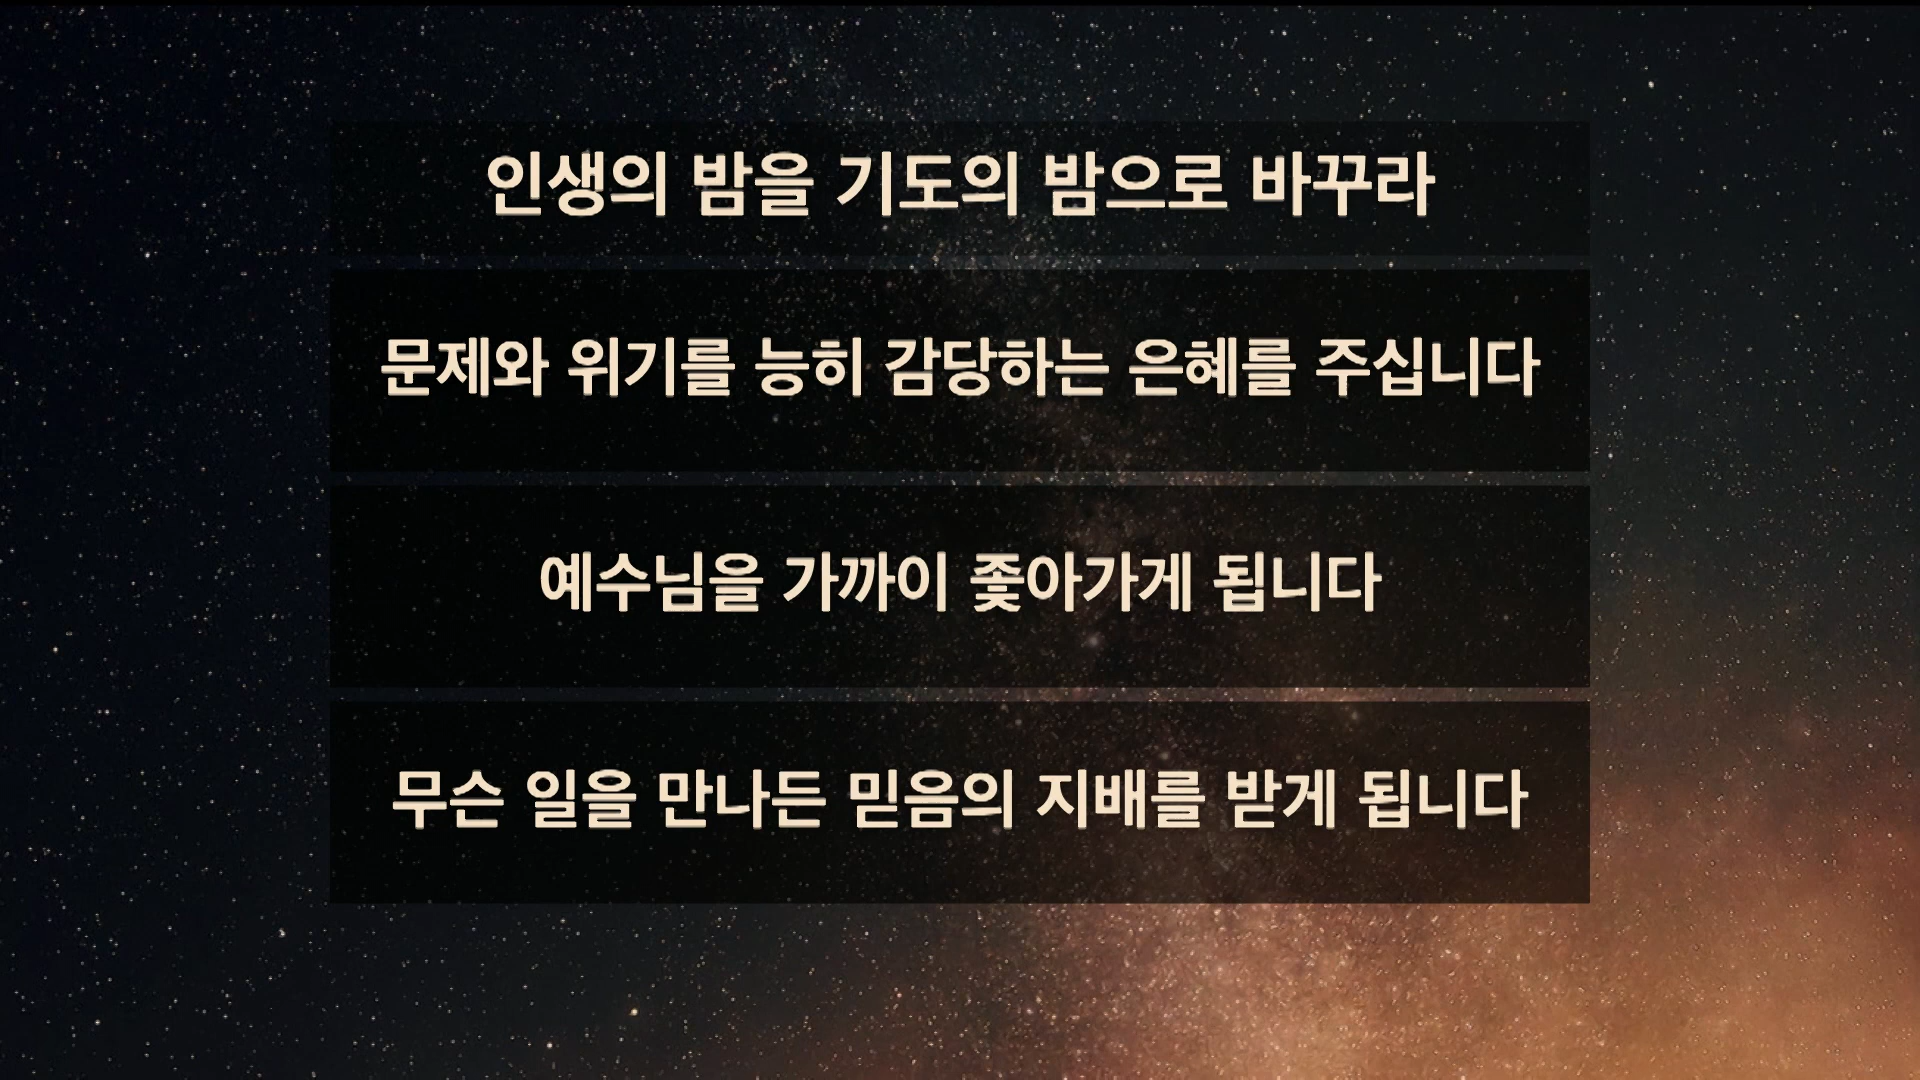 인생의 밤을 기도의 밤으로 바꾸라
문제와 위기를 능히 감당하는 은혜를 주십니다
예수님을 가까이 좇아가게 됩니다
무슨 일을 만나든 믿음의 지배를 받게 됩니다